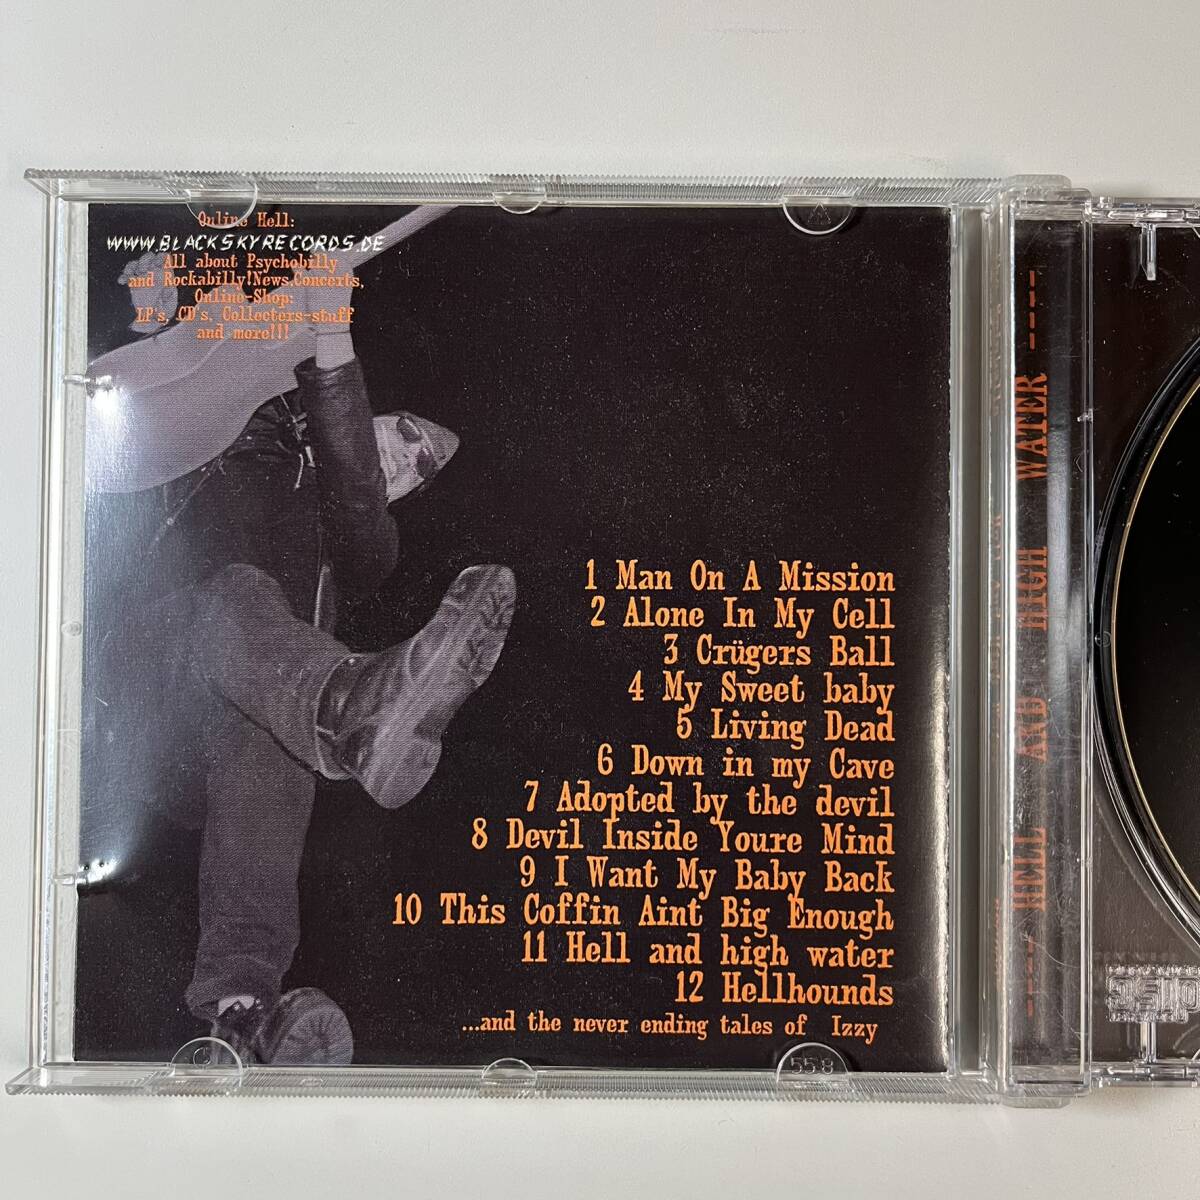 Online Hell:
WWW.BLACKSKYRECORDS.DE
All about Psychobilly
and Rockabilly!News,Concerts,
Online-Shop:
LP's, CD's, Collecters-stuff
and more!!!
1 Man On A Mission
2 Alone In My Cell
3 Crügers Ball
4 My Sweet baby
5 Living Dead
6 Down in my Cave
7 Adopted by the devil
8 Devil Inside Youre Mind
9 I Want My Baby Back
10 This Coffin Aint Big Enough
11 Hell and high water
12 Hellhounds
...and the never ending tales of Izzy
558
---- HELL AND HIGH WATER ----